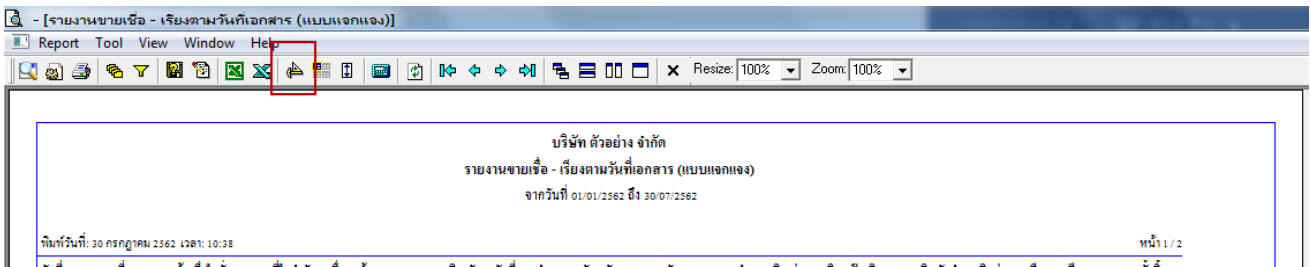 - [รายงานขายเชื่อ - เรียงตามวันที่เอกสาร (แบบแจกแจง)]
Report Tool View Window Help
Resize: 100% Zoom: 100%
บริษัท ตัวอย่าง จำกัด
รายงานขายเชื่อ - เรียงตามวันที่เอกสาร (แบบแจกแจง)
จากวันที่ 01/01/2562 ถึง 30/07/2562
พิมพ์วันที่: 30 กรกฎาคม 2562 เวลา: 10:38
หน้า 1 / 2